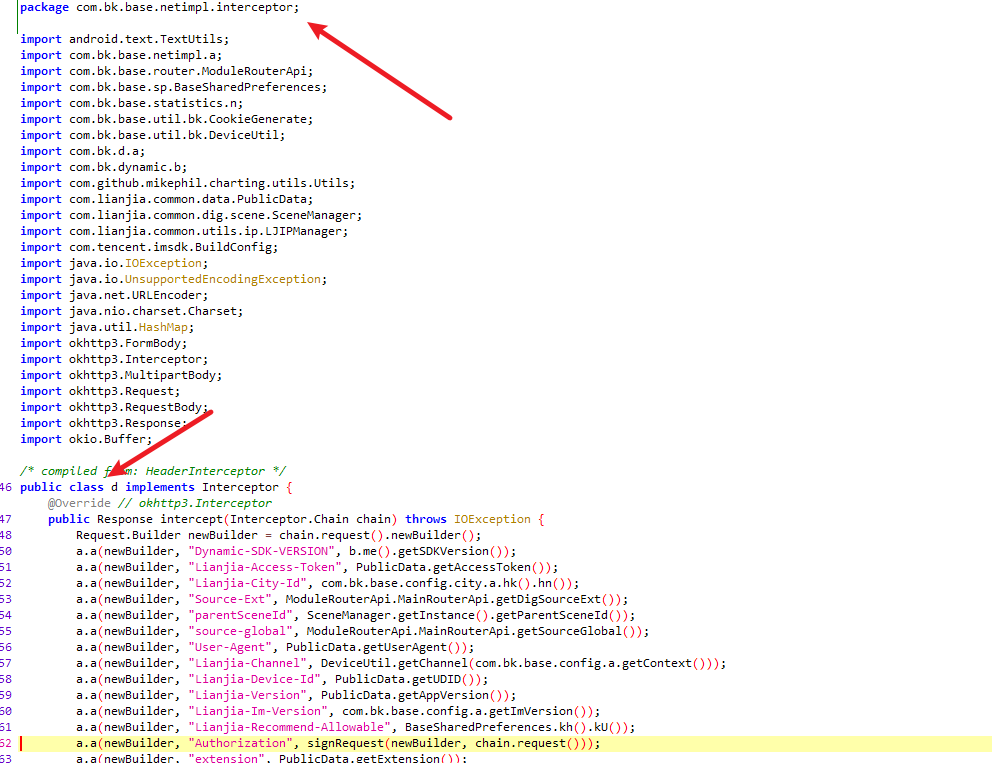 package com.bk.base.netimpl.interceptor;
import android.text.TextUtils;
import com.bk.base.netimpl.a;
import com.bk.base.router.ModuleRouterApi;
import com.bk.base.sp.BaseSharedPreferences;
import com.bk.base.statistics.n;
import com.bk.base.util.bk.CookieGenerate;
import com.bk.base.util.bk.DeviceUtil;
import com.bk.d.a;
import com.bk.dynamic.b;
import com.github.mikephil.charting.utils.Utils;
import com.lianjia.common.data.PublicData;
import com.lianjia.common.dig.scene.SceneManager;
import com.lianjia.common.utils.ip.LJIPManager;
import com.tencent.imsdk.BuildConfig;
import java.io.IOException;
import java.io.UnsupportedEncodingException;
import java.net.URLEncoder;
import java.nio.charset.Charset;
import java.util.HashMap;
import okhttp3.FormBody;
import okhttp3.Interceptor;
import okhttp3.MultipartBody;
import okhttp3.Request;
import okhttp3.RequestBody;
import okhttp3.Response;
import okio.Buffer;
/* compiled from: HeaderInterceptor */
46 public class d implements Interceptor {
@Override // okhttp3.Interceptor
47 public Response intercept(Interceptor.Chain chain) throws IOException {
48 Request.Builder newBuilder = chain.request().newBuilder();
50 a.a(newBuilder, "Dynamic-SDK-VERSION", b.me().getSDKVersion());
51 a.a(newBuilder, "Lianjia-Access-Token", PublicData.getAccessToken());
52 a.a(newBuilder, "Lianjia-City-Id", com.bk.base.config.city.a.hk().hn());
53 a.a(newBuilder, "Source-Ext", ModuleRouterApi.MainRouterApi.getDigSourceExt());
54 a.a(newBuilder, "parentSceneId", SceneManager.getInstance().getParentSceneId());
55 a.a(newBuilder, "source-global", ModuleRouterApi.MainRouterApi.getSourceGlobal());
56 a.a(newBuilder, "User-Agent", PublicData.getUserAgent());
57 a.a(newBuilder, "Lianjia-Channel", DeviceUtil.getChannel(com.bk.base.config.a.getContext()));
58 a.a(newBuilder, "Lianjia-Device-Id", PublicData.getUDID());
59 a.a(newBuilder, "Lianjia-Version", PublicData.getAppVersion());
60 a.a(newBuilder, "Lianjia-Im-Version", com.bk.base.config.a.getImVersion());
61 a.a(newBuilder, "Lianjia-Recommend-Allowable", BaseSharedPreferences.kh().kU());
62 a.a(newBuilder, "Authorization", signRequest(newBuilder, chain.request()));
63 a.a(newBuilder, "extension", PublicData.getExtension());